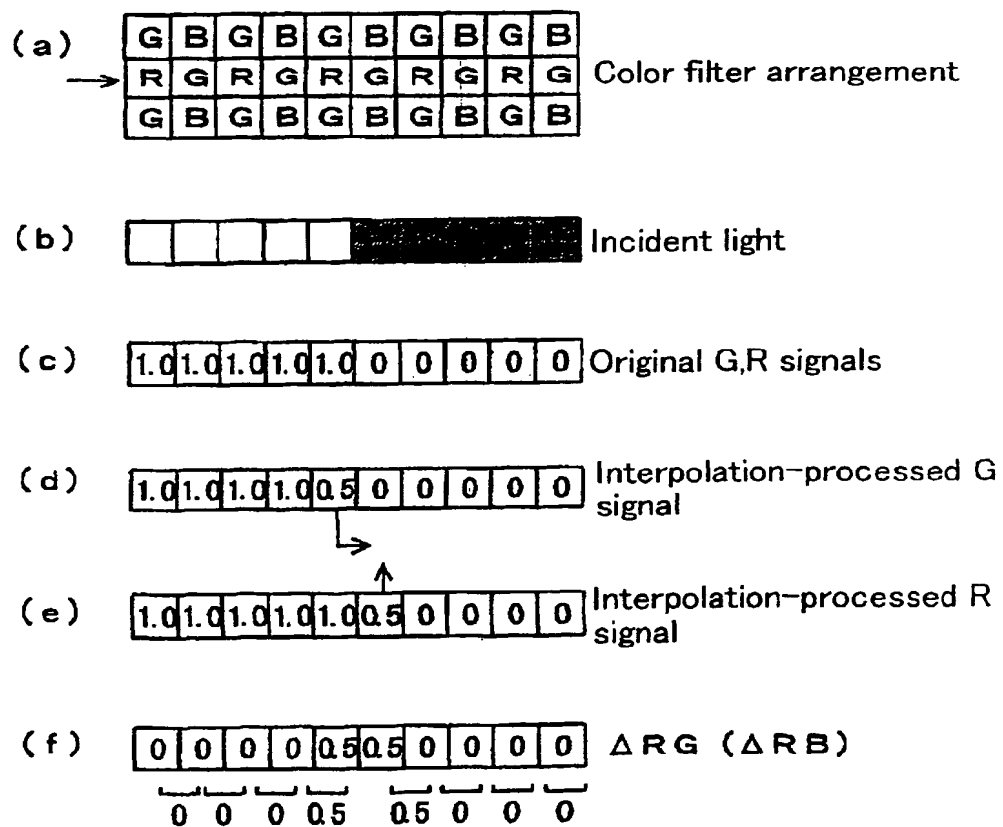 (a)
G B G B G B G B G B
R G R G R G R G R G
G B G B G B G B G B
Color filter arrangement
(b)
Incident light
(c)
1.0 1.0 1.0 1.0 1.0 0 0 0 0 0
Original G,R signals
(d)
1.0 1.0 1.0 1.0 0.5 0 0 0 0 0
Interpolation-processed G
signal
(e)
1.0 1.0 1.0 1.0 1.0 0.5 0 0 0 0
Interpolation-processed R
signal
(f)
0 0 0 0 0.5 0.5 0 0 0 0
ΔRG (ΔRB)
0 0 0 0.5 0.5 0 0 0